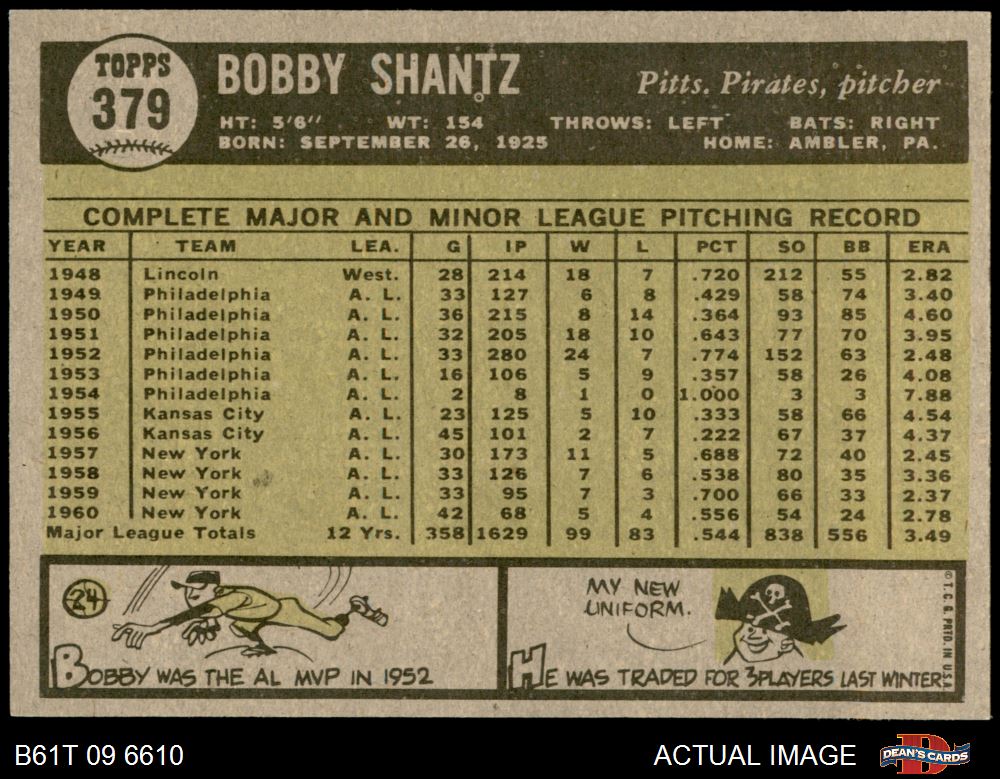 TOPPS
379
BOBBY SHANTZ
Pitts. Pirates, pitcher
HT: 5'6" WT: 154 THROWS: LEFT BATS: RIGHT
BORN: SEPTEMBER 26, 1925 HOME: AMBLER, PA.
COMPLETE MAJOR AND MINOR LEAGUE PITCHING RECORD
YEAR TEAM LEA. G IP W L PCT SO BB ERA
1948 Lincoln West. 28 214 18 7 .720 212 55 2.82
1949 Philadelphia A. L. 33 127 6 8 .429 58 74 3.40
1950 Philadelphia A. L. 36 215 8 14 .364 93 85 4.60
1951 Philadelphia A. L. 32 205 18 10 .643 77 70 3.95
1952 Philadelphia A. L. 33 280 24 7 .774 152 63 2.48
1953 Philadelphia A. L. 16 106 5 9 .357 58 26 4.08
1954 Philadelphia A. L. 2 8 1 0 1.000 3 3 7.88
1955 Kansas City A. L. 23 125 5 10 .333 58 66 4.54
1956 Kansas City A. L. 45 101 2 7 .222 67 37 4.37
1957 New York A. L. 30 173 11 5 .688 72 40 2.45
1958 New York A. L. 33 126 7 6 .538 80 35 3.36
1959 New York A. L. 33 95 7 3 .700 66 33 2.37
1960 New York A. L. 42 68 5 4 .556 54 24 2.78
Major League Totals 12 Yrs. 358 1629 99 83 .544 838 556 3.49
24
BOBBY WAS THE AL MVP IN 1952
MY NEW
UNIFORM.
HE WAS TRADED FOR 3 PLAYERS LAST WINTER
© T. C. G. PRTD. IN U.S.A.
B61T 09 6610
ACTUAL IMAGE
DEAN'S CARDS